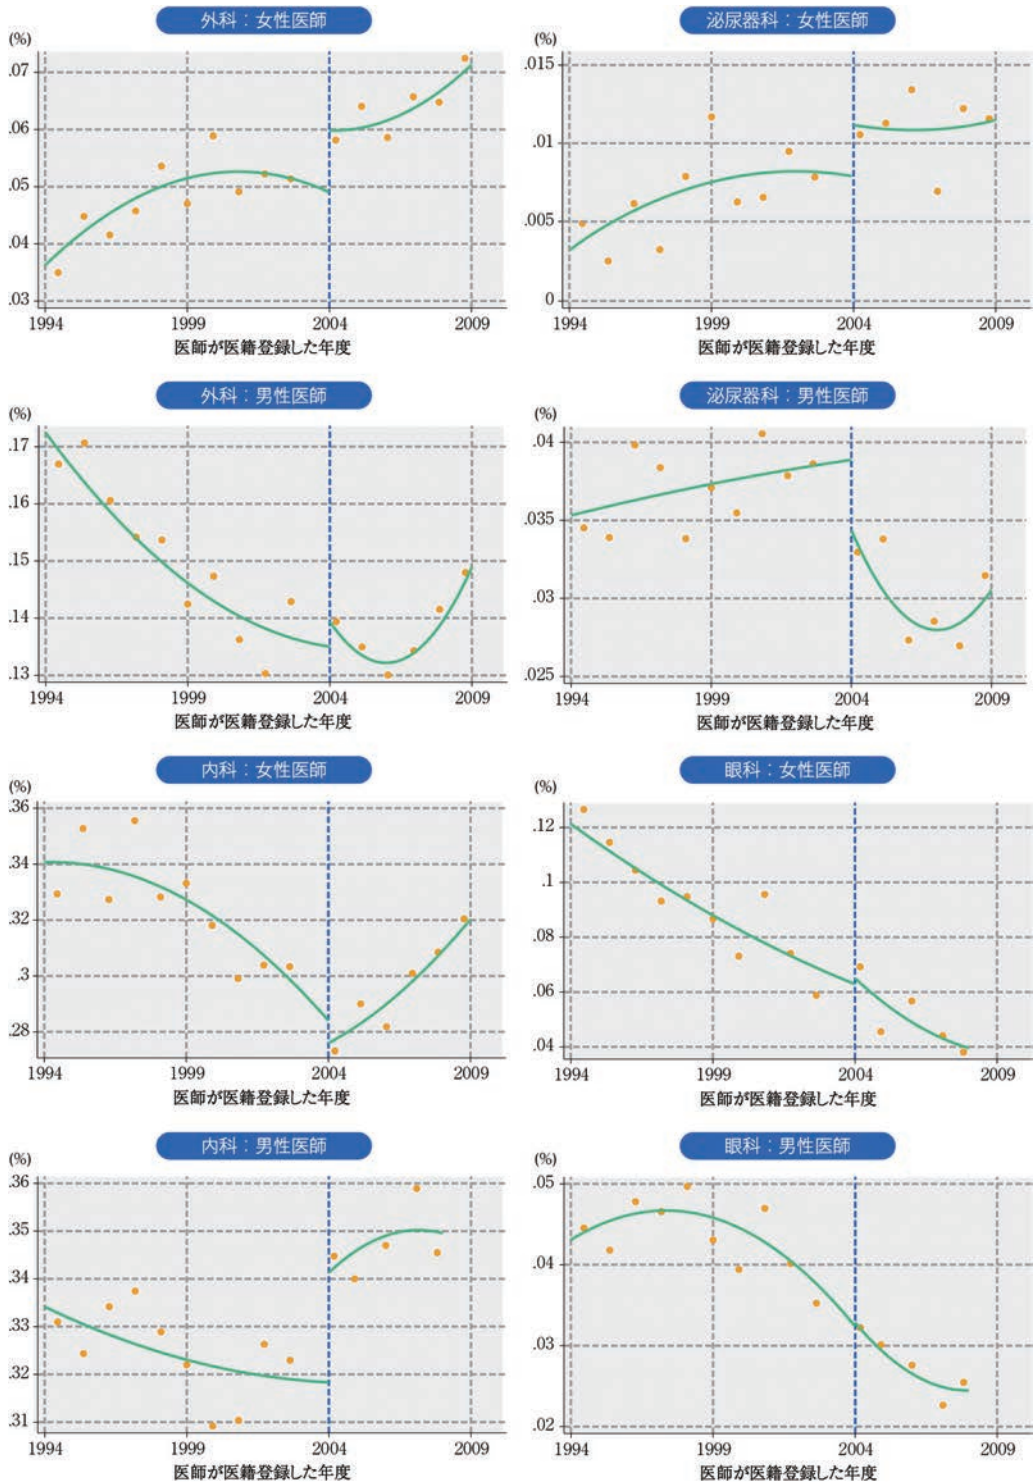 外科：女性医師
(%)
.07
.06
.05
.04
.03
1994 1999 2004 2009
医師が医籍登録した年度
泌尿器科：女性医師
(%)
.015
.01
.005
0
1994 1999 2004 2009
医師が医籍登録した年度
外科：男性医師
(%)
.17
.16
.15
.14
.13
1994 1999 2004 2009
医師が医籍登録した年度
泌尿器科：男性医師
(%)
.04
.035
.03
.025
1994 1999 2004 2009
医師が医籍登録した年度
内科：女性医師
(%)
.36
.34
.32
.3
.28
1994 1999 2004 2009
医師が医籍登録した年度
眼科：女性医師
(%)
.12
.1
.08
.06
.04
1994 1999 2004 2009
医師が医籍登録した年度
内科：男性医師
(%)
.36
.35
.34
.33
.32
.31
1994 1999 2004 2009
医師が医籍登録した年度
眼科：男性医師
(%)
.05
.04
.03
.02
1994 1999 2004 2009
医師が医籍登録した年度